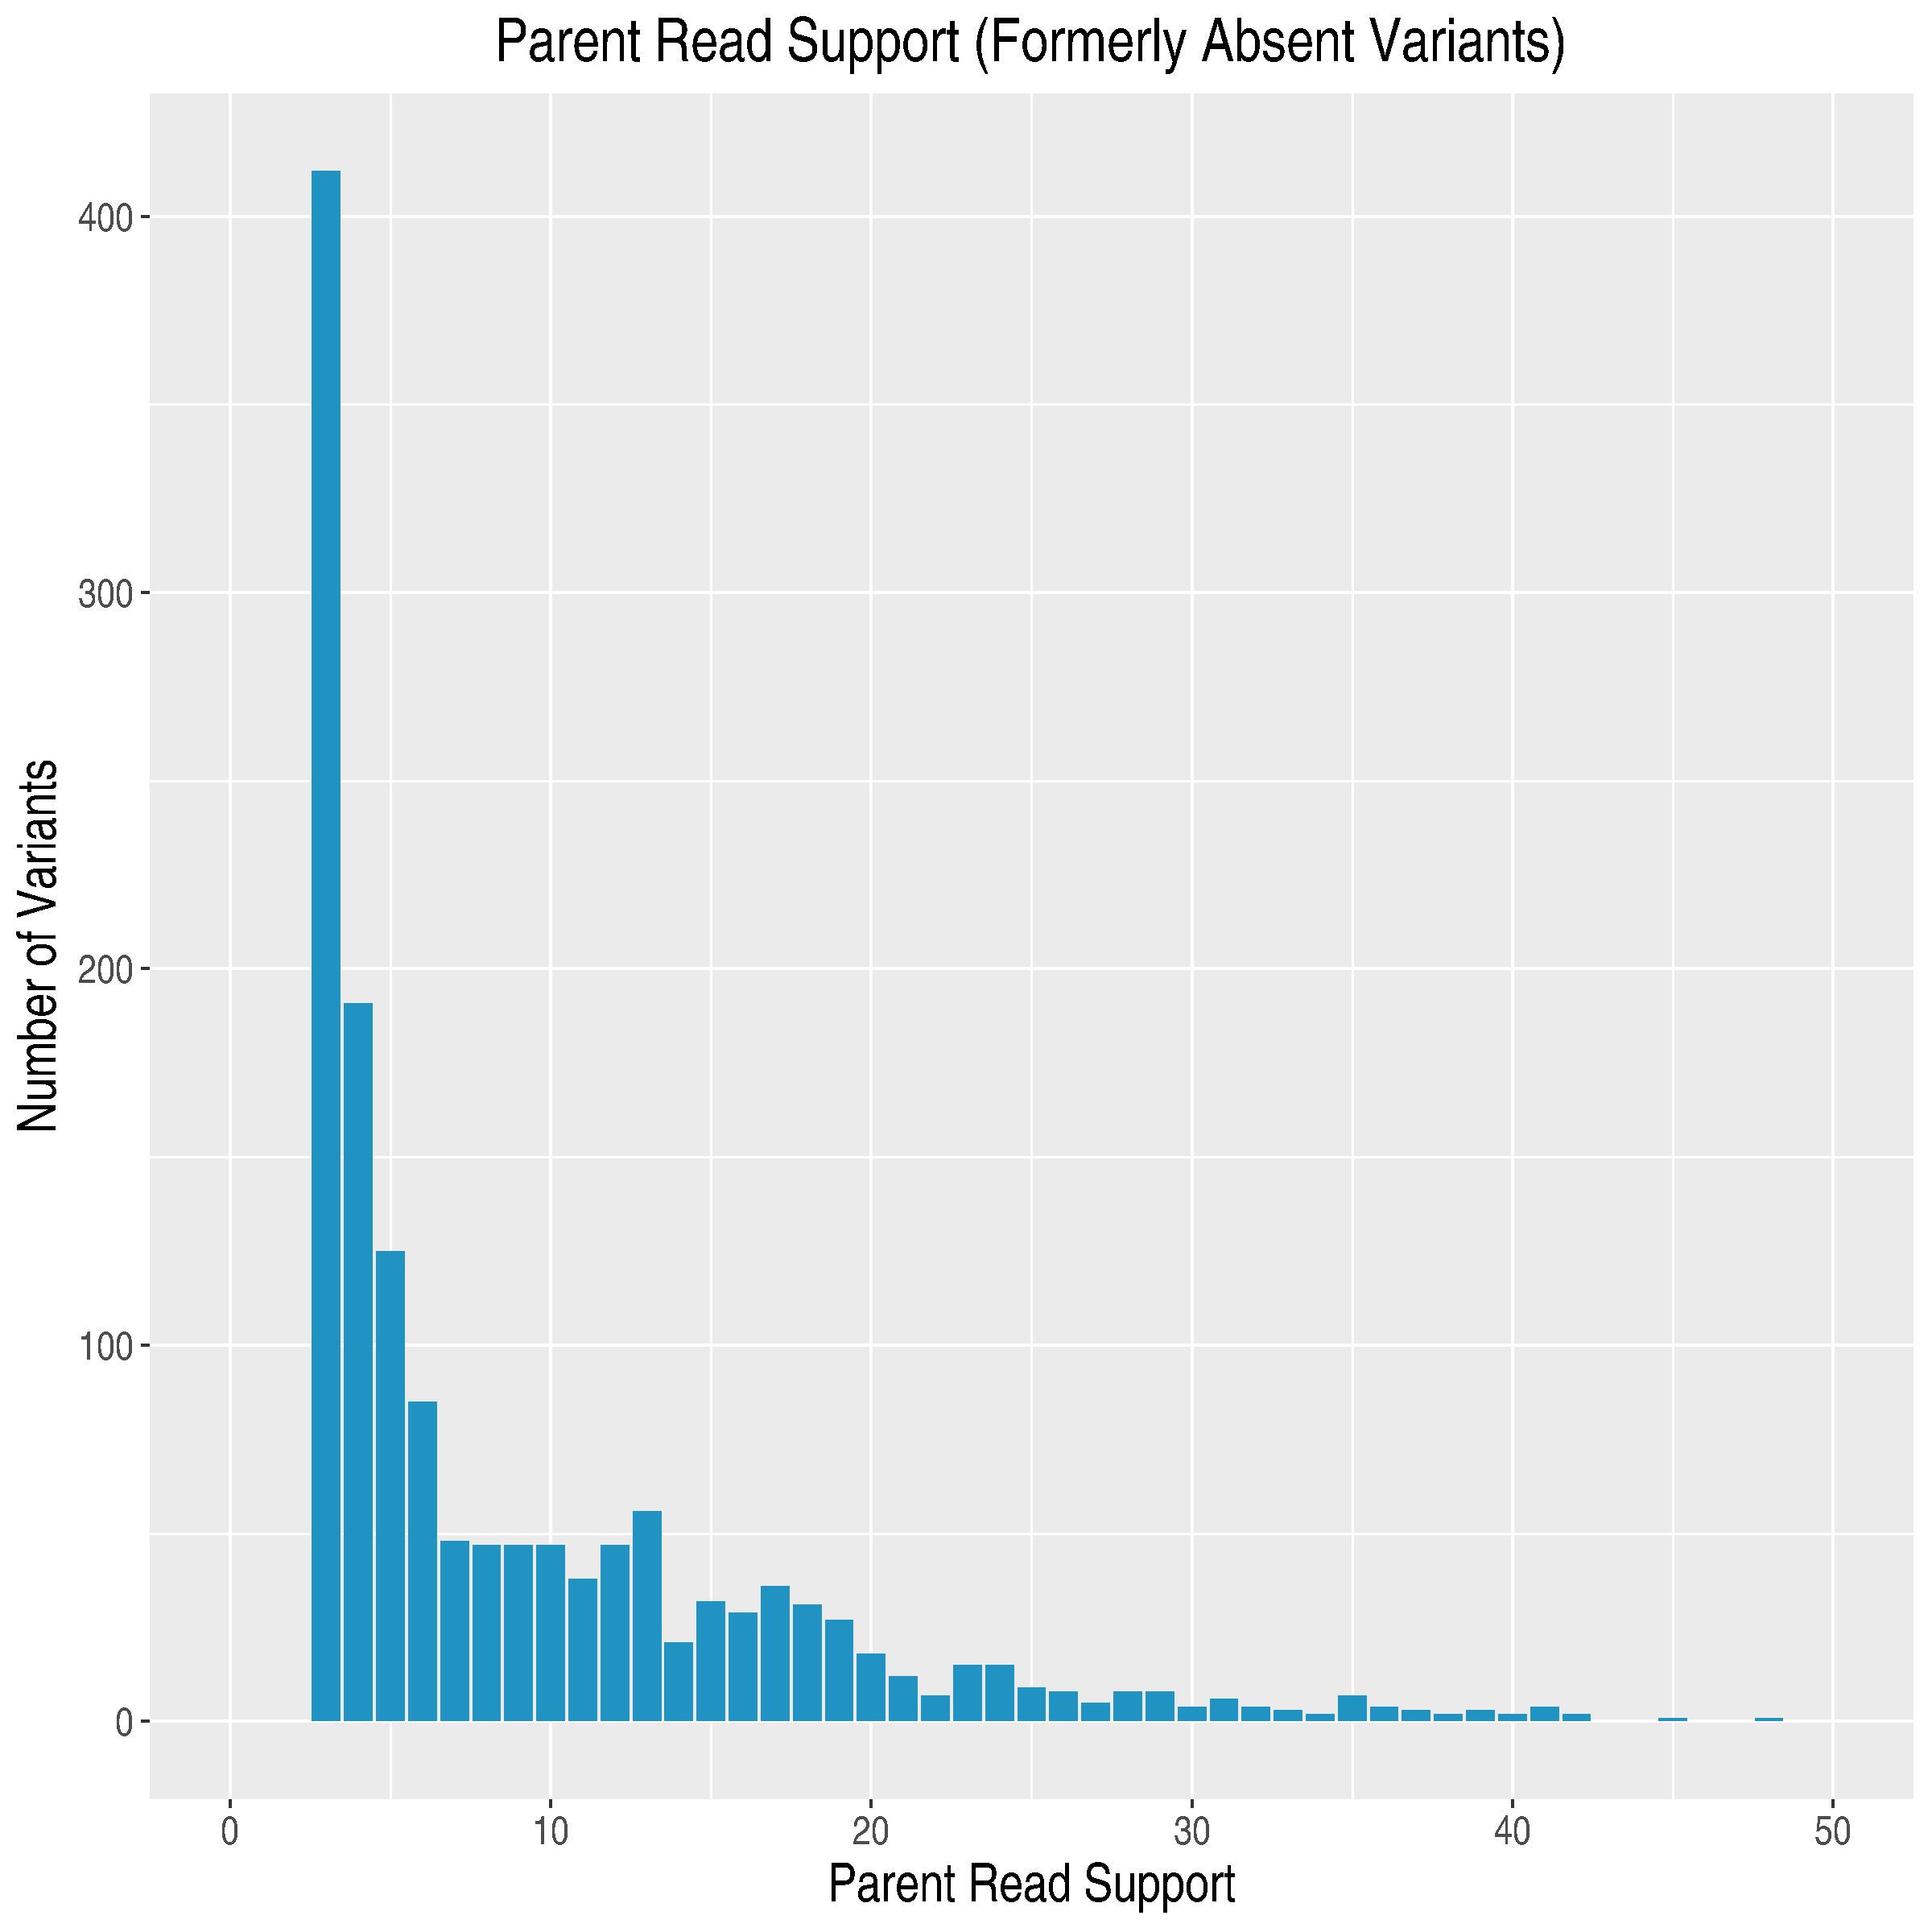 Parent Read Support (Formerly Absent Variants)
Number of Variants
400
300
200
100
0
0 10 20 30 40 50
Parent Read Support